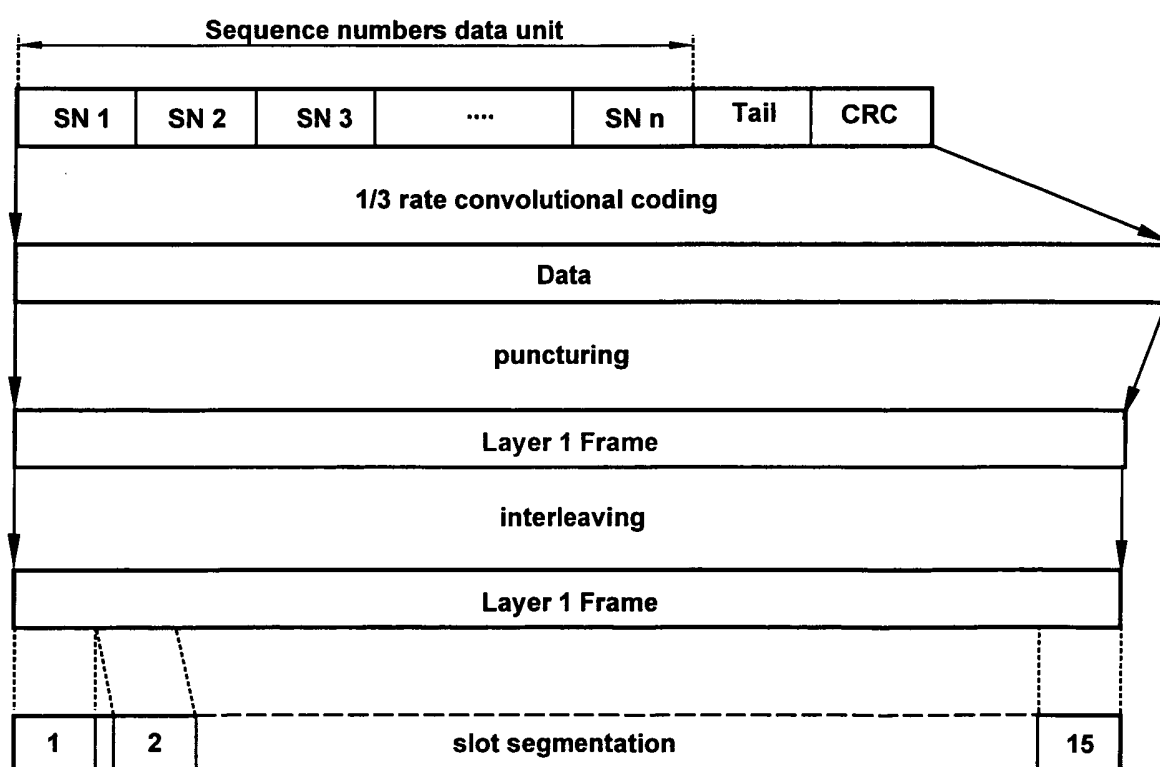 Sequence numbers data unit
SN 1 SN 2 SN 3 .... SN n Tail CRC
1/3 rate convolutional coding
Data
puncturing
Layer 1 Frame
interleaving
Layer 1 Frame
1 2 slot segmentation 15